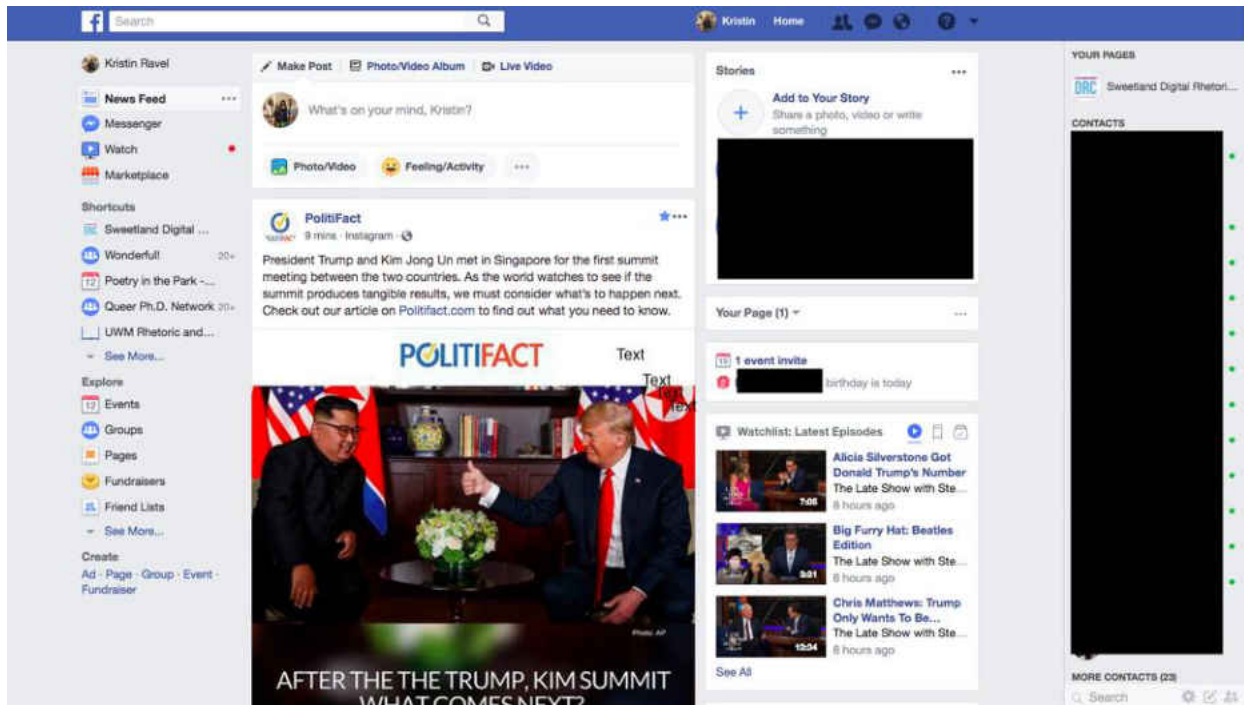 Search
Kristin
Home
Kristin Ravel
News Feed
Messenger
Watch
Marketplace
Shortcuts
Sweetland Digital ...
Wonderful! 20+
12 Poetry in the Park -...
Queer Ph.D. Network 20+
UWM Rhetoric and...
See More...
Explore
12 Events
Groups
Pages
Fundraisers
Friend Lists
See More...
Create
Ad · Page · Group · Event ·
Fundraiser
Make Post
Photo/Video Album
Live Video
What's on your mind, Kristin?
Photo/Video
Feeling/Activity
PolitiFact
9 mins · Instagram ·
President Trump and Kim Jong Un met in Singapore for the first summit
meeting between the two countries. As the world watches to see if the
summit produces tangible results, we must consider what's to happen next.
Check out our article on Politifact.com to find out what you need to know.
POLITIFACT
Text
Text
Text
Text
Photo: AP
AFTER THE THE TRUMP, KIM SUMMIT
WHAT COMES NEXT?
Stories
Add to Your Story
Share a photo, video or write
something
Your Page (1)
1 event invite
birthday is today
Watchlist: Latest Episodes
Alicia Silverstone Got
Donald Trump's Number
The Late Show with Ste...
8 hours ago
7:05
Big Furry Hat: Beatles
Edition
The Late Show with Ste...
8 hours ago
3:01
Chris Matthews: Trump
Only Wants To Be...
The Late Show with Ste...
8 hours ago
12:34
See All
YOUR PAGES
DRC
Sweetland Digital Rhetori...
CONTACTS
MORE CONTACTS (23)
Search